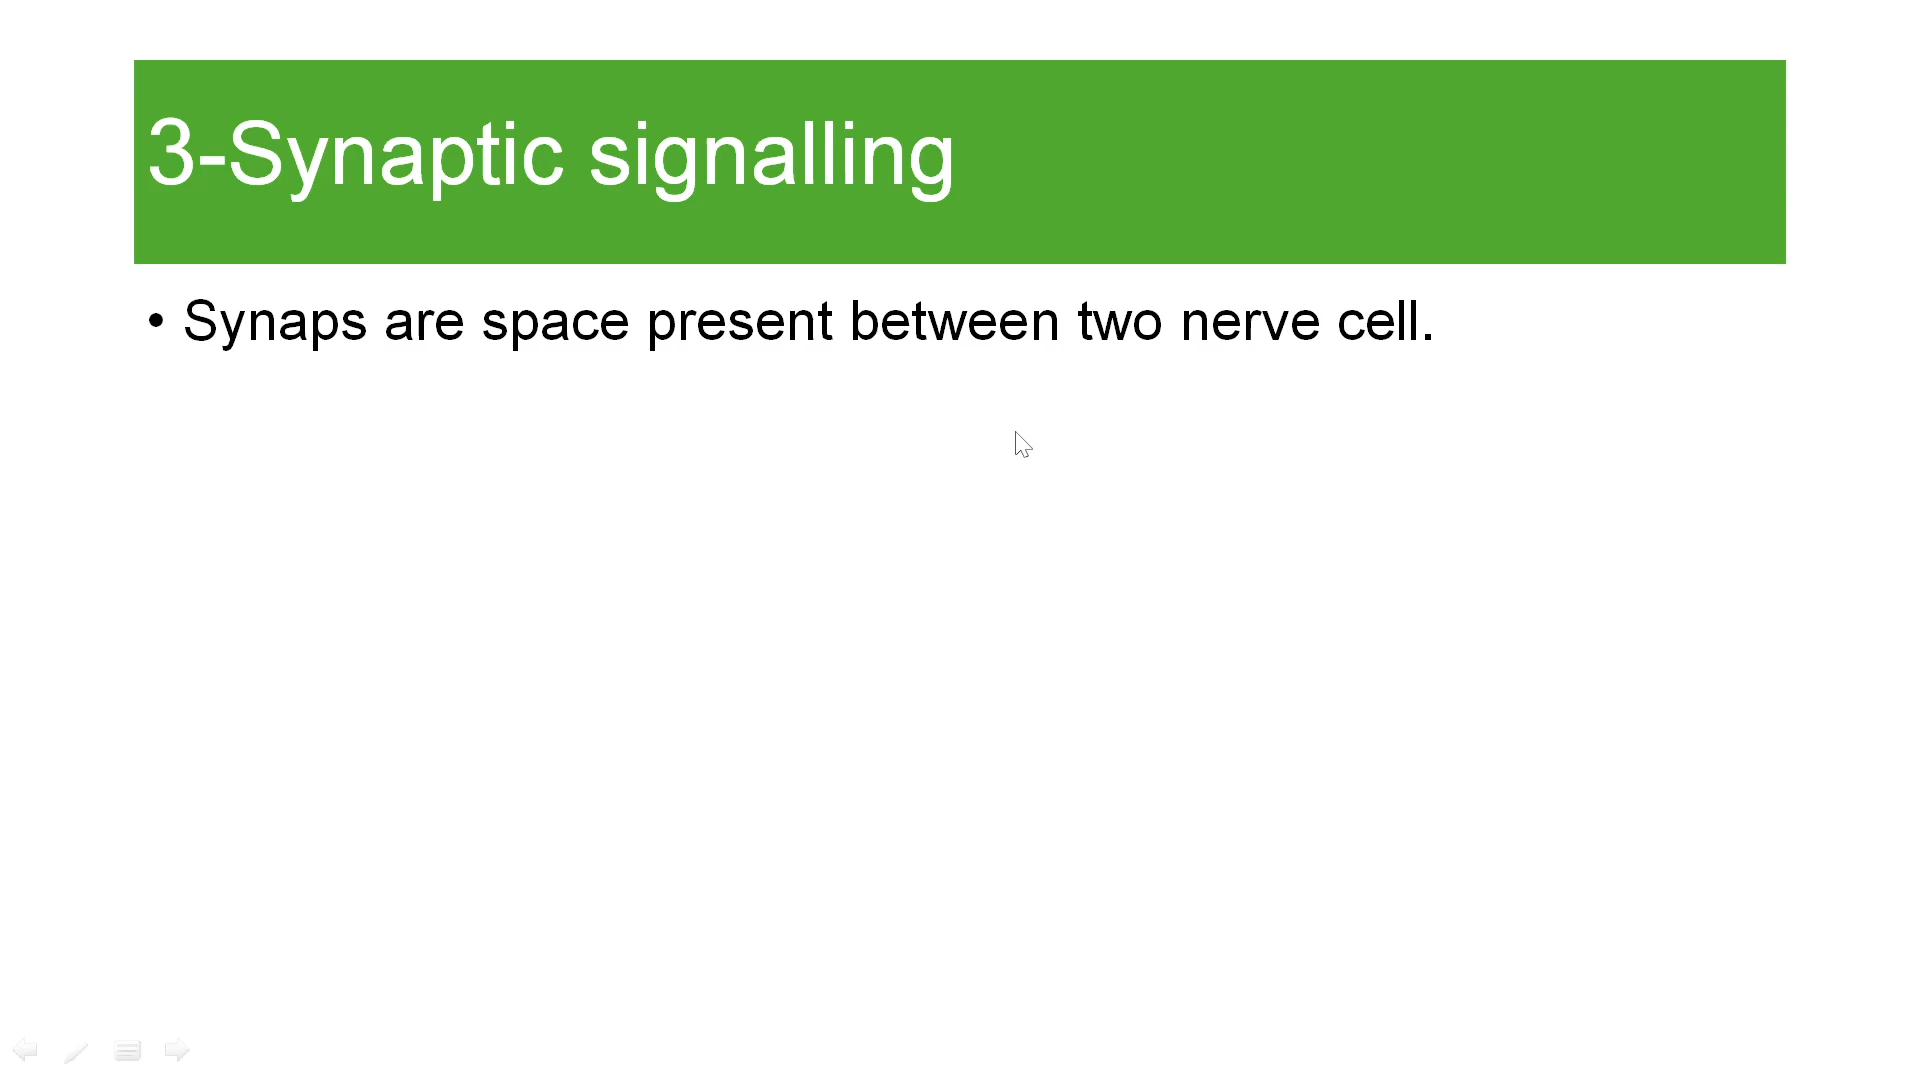 3-Synaptic signalling
• Synaps are space present between two nerve cell.